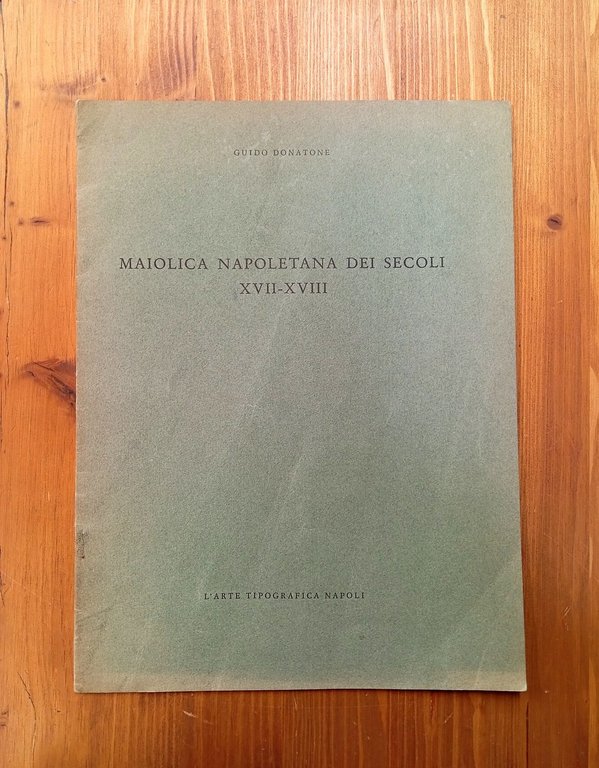 GUIDO DONATONE
MAIOLICA NAPOLETANA DEI SECOLI
XVII-XVIII
L'ARTE TIPOGRAFICA NAPOLI